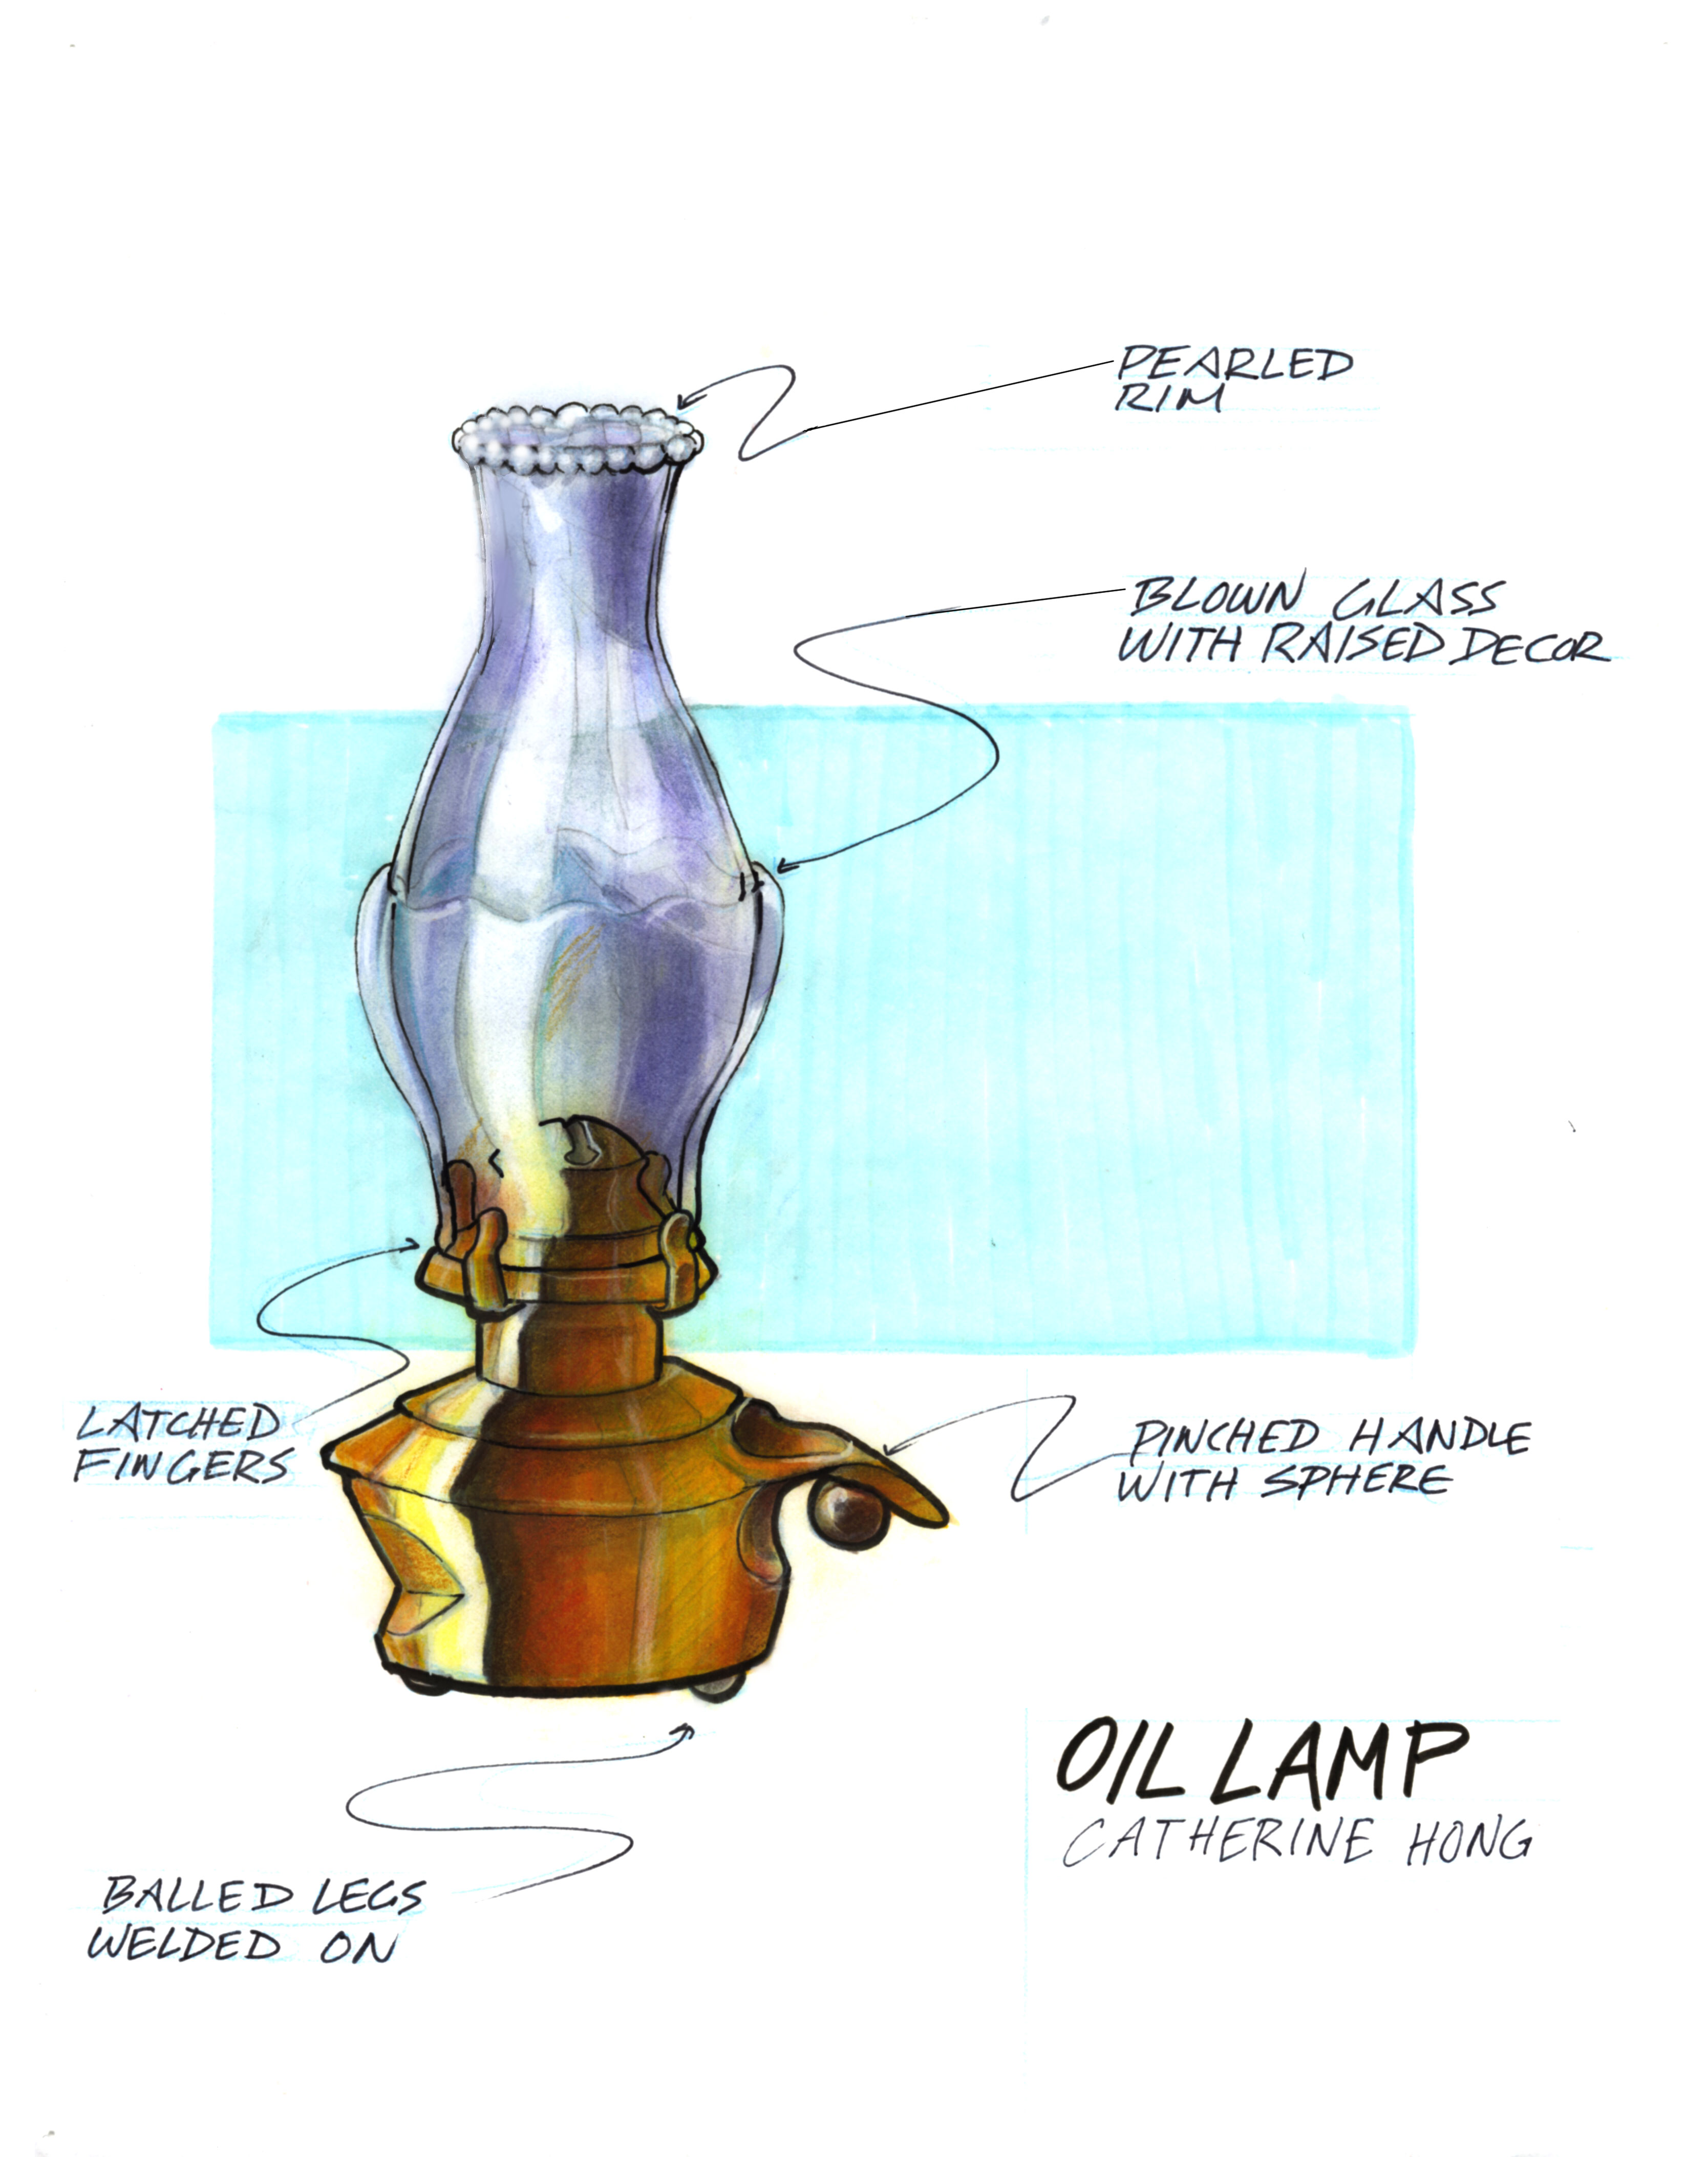 PEARLED
RIM
BLOWN GLASS
WITH RAISED DECOR
LATCHED
FINGERS
PINCHED HANDLE
WITH SPHERE
OIL LAMP
CATHERINE HONG
BALLED LEGS
WELDED ON